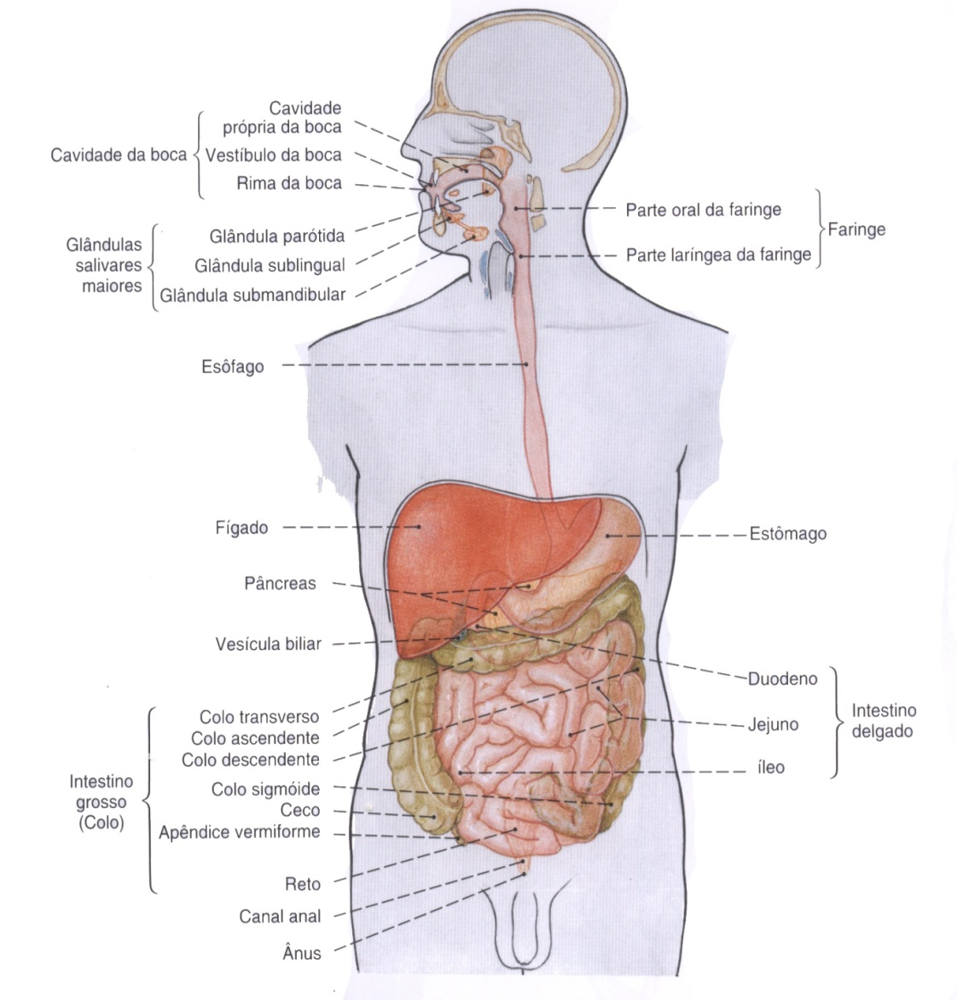 Cavidade
própria da boca
Cavidade da boca
Vestíbulo da boca
Rima da boca
Glândulas
salivares
maiores
Glândula parótida
Glândula sublingual
Glândula submandibular
Parte oral da faringe
Parte laríngea da faringe
Faringe
Esôfago
Fígado
Estômago
Pâncreas
Vesícula biliar
Duodeno
Jejuno
íleo
Intestino
delgado
Intestino
grosso
(Colo)
Colo transverso
Colo ascendente
Colo descendente
Colo sigmóide
Ceco
Apêndice vermiforme
Reto
Canal anal
Ânus